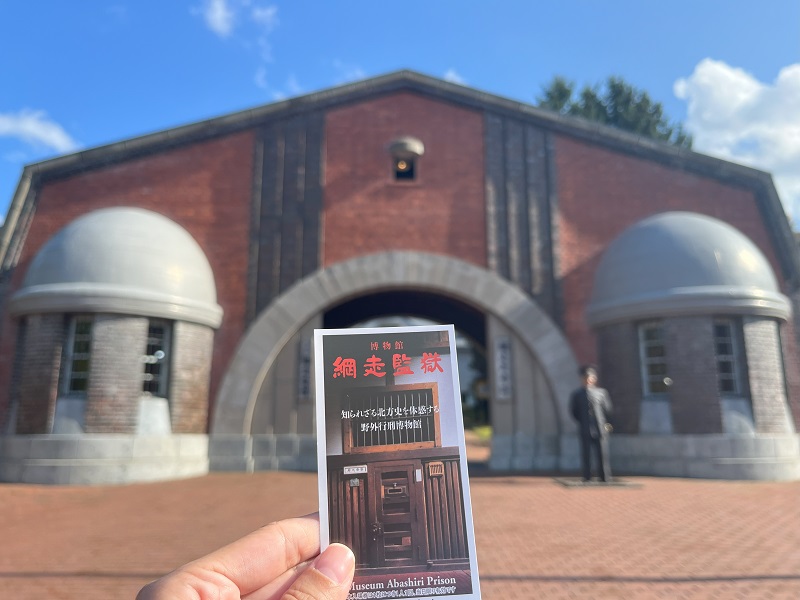 博物館
網走監獄
知られざる北方史を体感する
野外行刑博物館
Museum Abashiri Prison